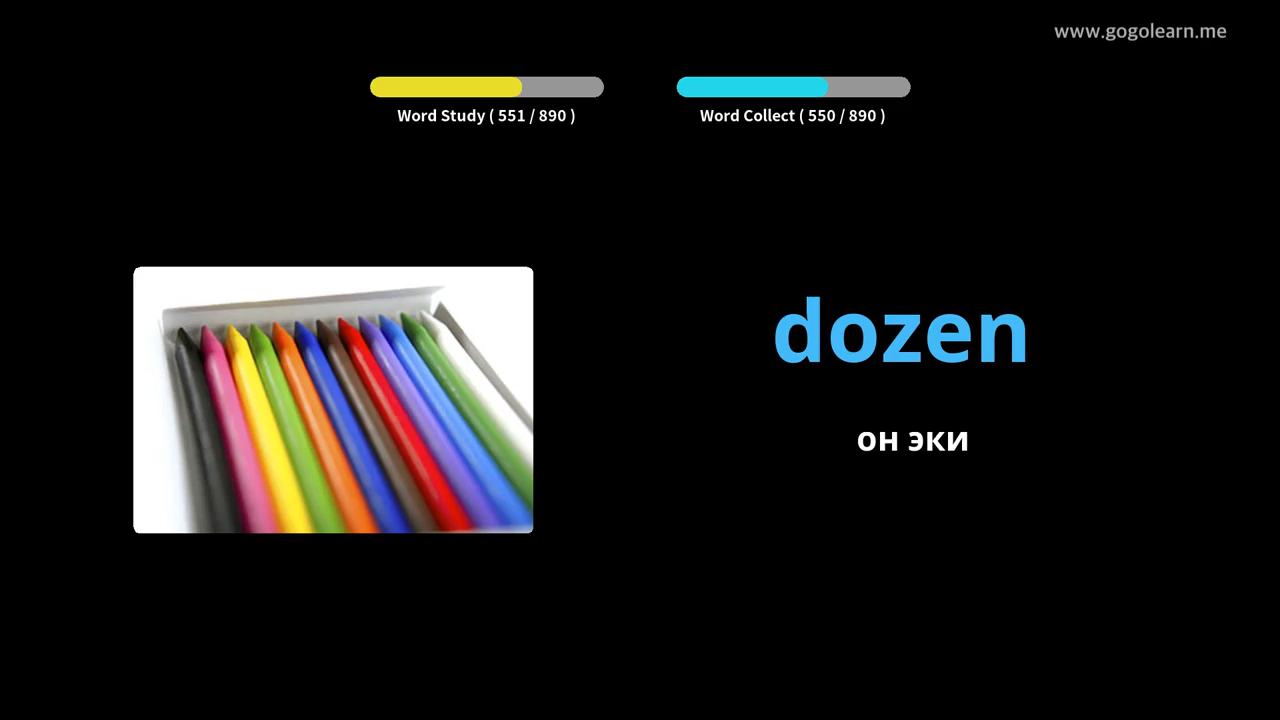 www.gogolearn.me
Word Study ( 551 / 890 )
Word Collect ( 550 / 890 )
dozen
он эки